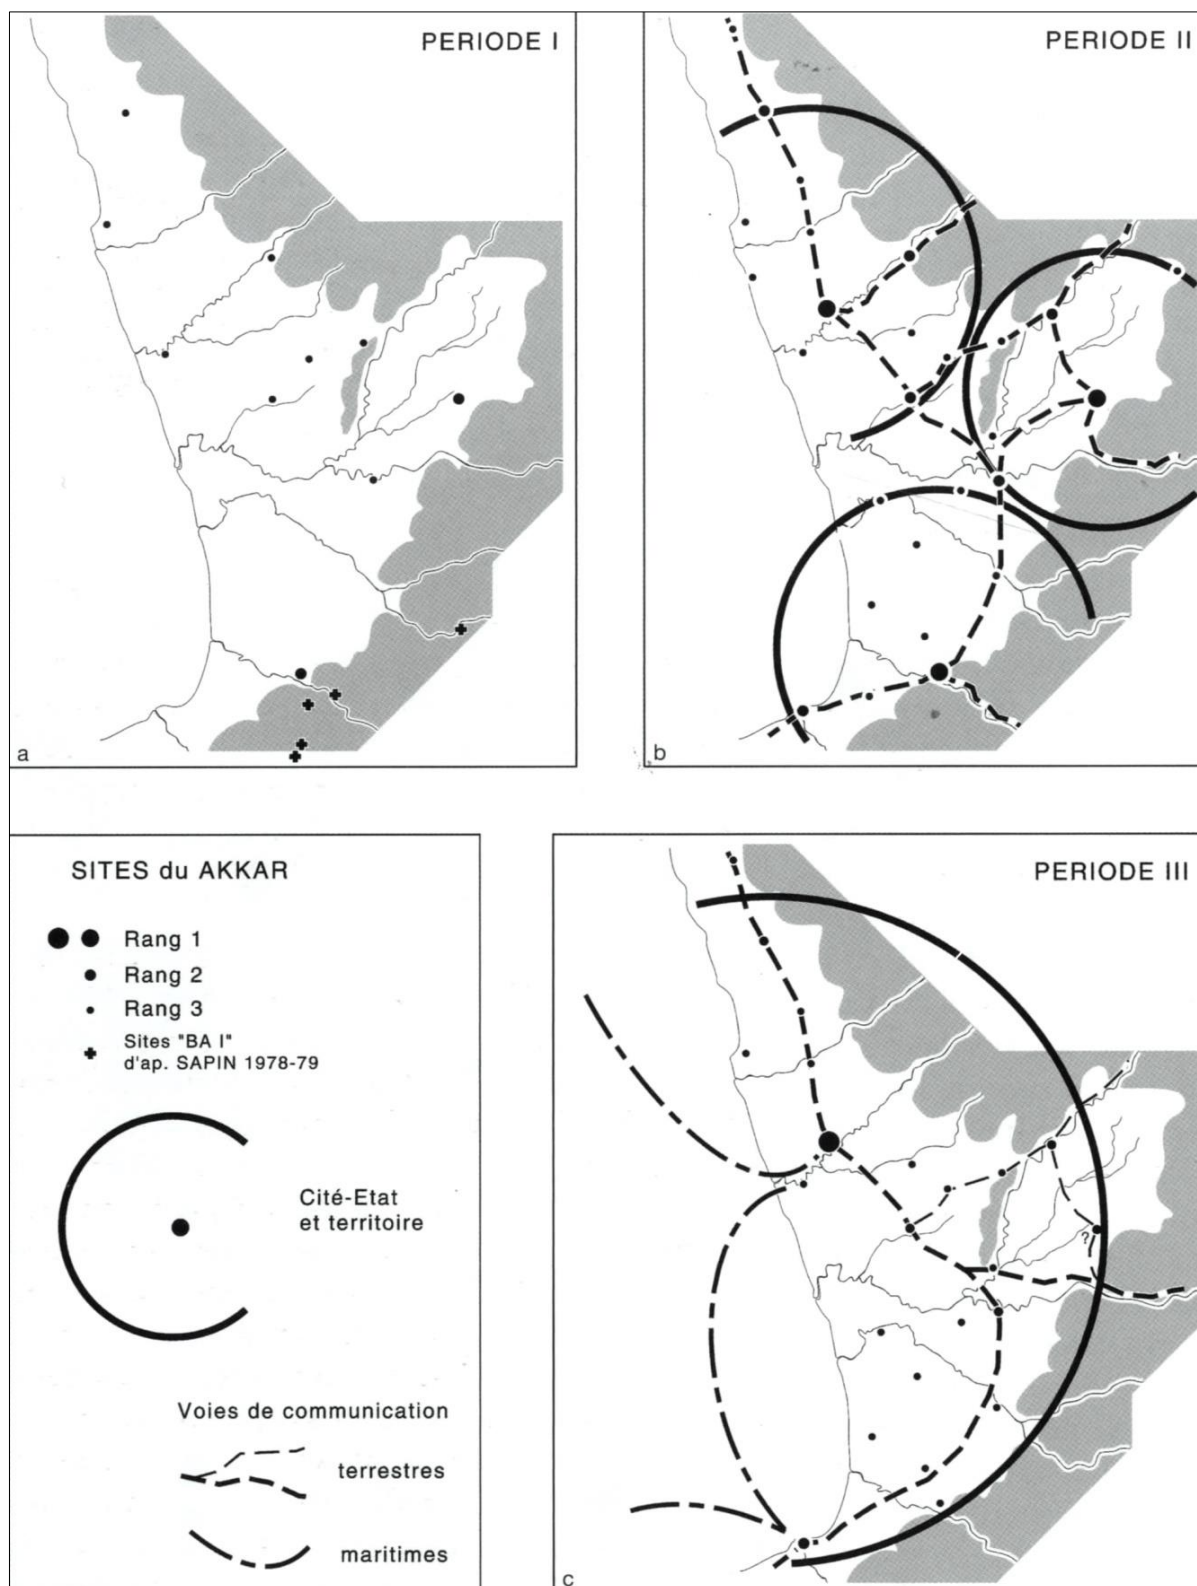 PERIODE I
a
PERIODE II
b
SITES du AKKAR
Rang 1
Rang 2
Rang 3
Sites "BA I"
d'ap. SAPIN 1978-79
Cité-Etat
et territoire
Voies de communication
terrestres
maritimes
PERIODE III
?
c